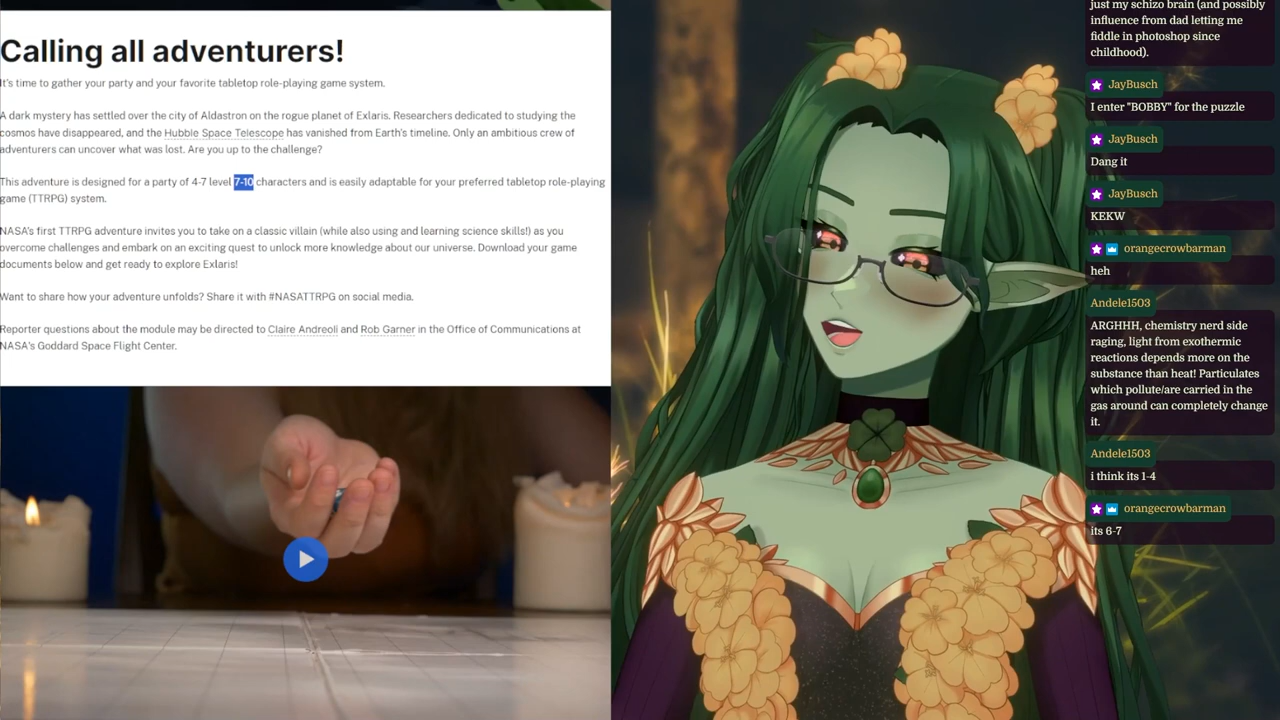 Calling all adventurers!
It's time to gather your party and your favorite tabletop role-playing game system.
A dark mystery has settled over the city of Aldastron on the rogue planet of Exlaris. Researchers dedicated to studying the
cosmos have disappeared, and the Hubble Space Telescope has vanished from Earth's timeline. Only an ambitious crew of
adventurers can uncover what was lost. Are you up to the challenge?
This adventure is designed for a party of 4-7 level 7-10 characters and is easily adaptable for your preferred tabletop role-playing
game (TTRPG) system.
NASA's first TTRPG adventure invites you to take on a classic villain (while also using and learning science skills!) as you
overcome challenges and embark on an exciting quest to unlock more knowledge about our universe. Download your game
documents below and get ready to explore Exlaris!
Want to share how your adventure unfolds? Share it with #NASATTRPG on social media.
Reporter questions about the module may be directed to Claire Andreoli and Rob Garner in the Office of Communications at
NASA's Goddard Space Flight Center.
just my schizo brain (and possibly
influence from dad letting me
fiddle in photoshop since
childhood).
JayBusch
I enter "BOBBY" for the puzzle
JayBusch
Dang it
JayBusch
KEKW
orangecrowbarman
heh
Andele1503
ARGHHH, chemistry nerd side
raging, light from exothermic
reactions depends more on the
substance than heat! Particulates
which pollute/are carried in the
gas around can completely change
it.
Andele1503
i think its 1-4
orangecrowbarman
its 6-7